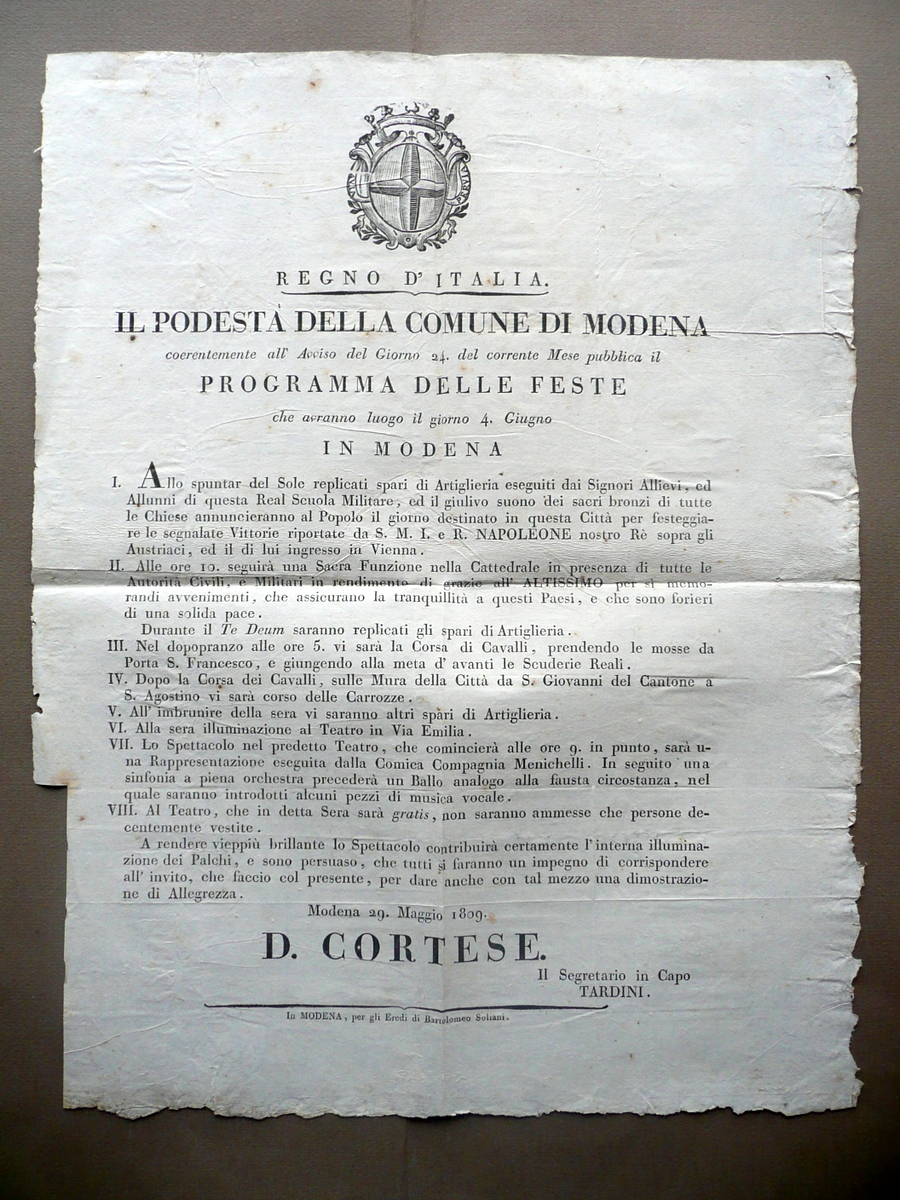 REGNO D' ITALIA.
IL PODESTÀ DELLA COMUNE DI MODENA
coerentemente all' Avviso del Giorno 24. del corrente Mese pubblica il
PROGRAMMA DELLE FESTE
che avranno luogo il giorno 4. Giugno
IN MODENA
I. Allo spuntar del Sole replicati spari di Artiglieria eseguiti dai Signori Allievi, ed
Allunni di questa Real Scuola Militare, ed il giulivo suono dei sacri bronzi di tutte
le Chiese annuncieranno al Popolo il giorno destinato in questa Città per festeggia-
re le segnalate Vittorie riportate da S. M. I. e R. NAPOLEONE nostro Rè sopra gli
Austriaci, ed il di lui ingresso in Vienna.
II. Alle ore 10. seguirà una Sacra Funzione nella Cattedrale in presenza di tutte le
Autorità Civili, e Militari in rendimento di grazie all' ALTISSIMO per sì memo-
randi avvenimenti, che assicurano la tranquillità a questi Paesi, e che sono forieri
di una solida pace.
Durante il Te Deum saranno replicati gli spari di Artiglieria.
III. Nel dopopranzo alle ore 5. vi sarà la Corsa di Cavalli, prendendo le mosse da
Porta S. Francesco, e giungendo alla meta d' avanti le Scuderie Reali.
IV. Dopo la Corsa dei Cavalli, sulle Mura della Città da S. Giovanni del Cantone a
S. Agostino vi sarà corso delle Carrozze.
V. All' imbrunire della sera vi saranno altri spari di Artiglieria.
VI. Alla sera illuminazione al Teatro in Via Emilia.
VII. Lo Spettacolo nel predetto Teatro, che comincierà alle ore 9. in punto, sarà u-
na Rappresentazione eseguita dalla Comica Compagnia Menichelli. In seguito una
sinfonia a piena orchestra precederà un Ballo analogo alla fausta circostanza, nel
quale saranno introdotti alcuni pezzi di musica vocale.
VIII. Al Teatro, che in detta Sera sarà gratis, non saranno ammesse che persone de-
centemente vestite.
A rendere vieppiù brillante lo Spettacolo contribuirà certamente l' interna illumina-
zione dei Palchi, e sono persuaso, che tutti si faranno un impegno di corrispondere
all' invito, che faccio col presente, per dare anche con tal mezzo una dimostrazio-
ne di Allegrezza.
Modena 29. Maggio 1809.
D. CORTESE.
Il Segretario in Capo
TARDINI.
In MODENA, per gli Eredi di Bartolomeo Soliani.